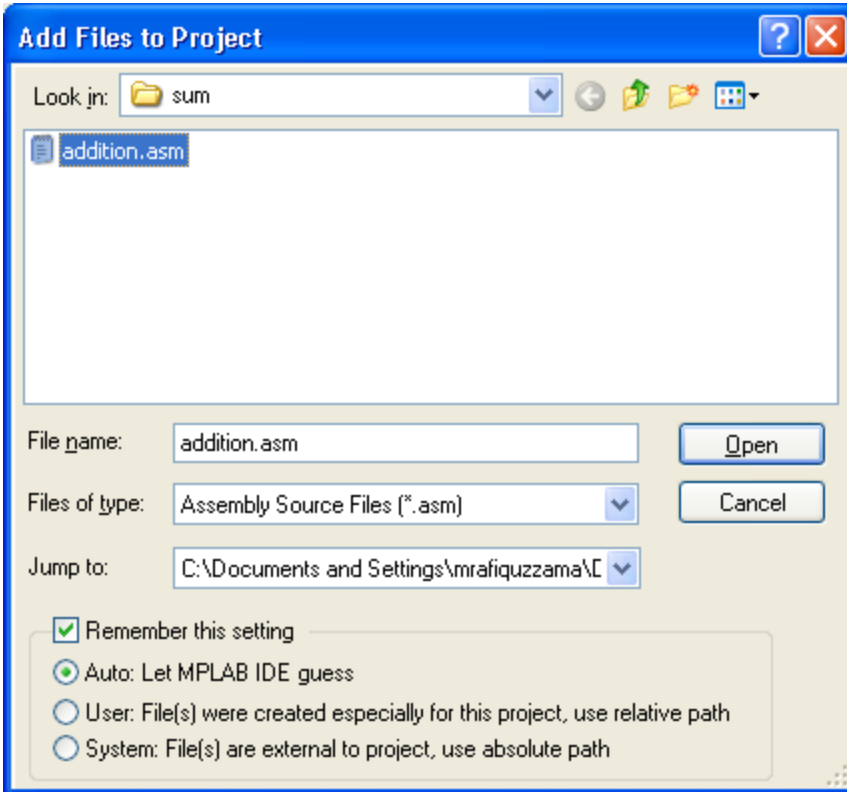 Add Files to Project
Look in: sum
addition.asm
File name: addition.asm Open
Files of type: Assembly Source Files (*.asm) Cancel
Jump to: C:\Documents and Settings\mrafiquzzama\D
Remember this setting
Auto: Let MPLAB IDE guess
User: File(s) were created especially for this project, use relative path
System: File(s) are external to project, use absolute path